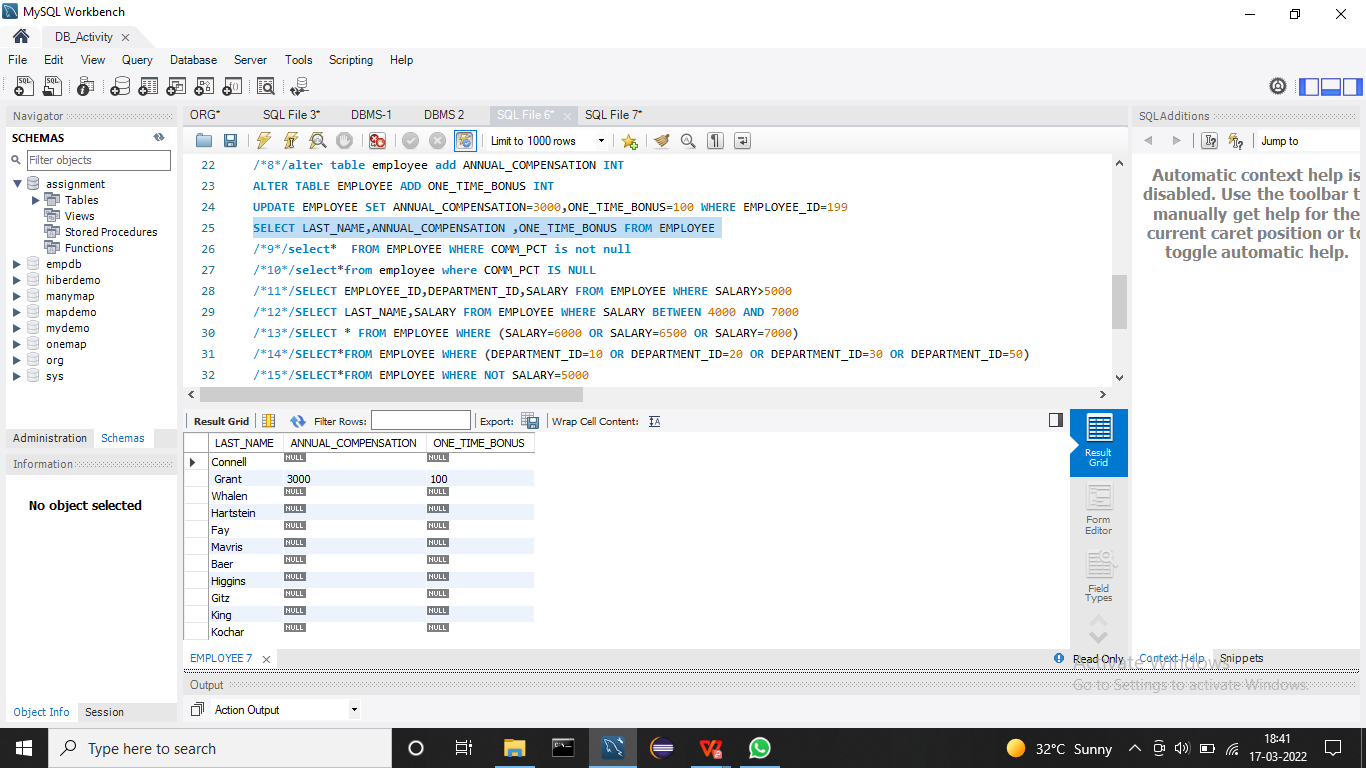 MySQL Workbench
DB_Activity
File Edit View Query Database Server Tools Scripting Help
Navigator
SCHEMAS
Filter objects
assignment
Tables
Views
Stored Procedures
Functions
empdb
hiberdemo
manymap
mapdemo
mydemo
onemap
org
sys
Administration Schemas
Information
No object selected
Object Info Session
ORG* SQL File 3* DBMS-1 DBMS 2 SQL File 6* SQL File 7*
Limit to 1000 rows
22 /*8*/alter table employee add ANNUAL_COMPENSATION INT
23 ALTER TABLE EMPLOYEE ADD ONE_TIME_BONUS INT
24 UPDATE EMPLOYEE SET ANNUAL_COMPENSATION=3000,ONE_TIME_BONUS=100 WHERE EMPLOYEE_ID=199
25 SELECT LAST_NAME,ANNUAL_COMPENSATION ,ONE_TIME_BONUS FROM EMPLOYEE
26 /*9*/select* FROM EMPLOYEE WHERE COMM_PCT is not null
27 /*10*/select*from employee where COMM_PCT IS NULL
28 /*11*/SELECT EMPLOYEE_ID,DEPARTMENT_ID,SALARY FROM EMPLOYEE WHERE SALARY>5000
29 /*12*/SELECT LAST_NAME,SALARY FROM EMPLOYEE WHERE SALARY BETWEEN 4000 AND 7000
30 /*13*/SELECT * FROM EMPLOYEE WHERE (SALARY=6000 OR SALARY=6500 OR SALARY=7000)
31 /*14*/SELECT*FROM EMPLOYEE WHERE (DEPARTMENT_ID=10 OR DEPARTMENT_ID=20 OR DEPARTMENT_ID=30 OR DEPARTMENT_ID=50)
32 /*15*/SELECT*FROM EMPLOYEE WHERE NOT SALARY=5000
Result Grid Filter Rows: Export: Wrap Cell Content:
LAST_NAME ANNUAL_COMPENSATION ONE_TIME_BONUS
Connell NULL NULL
Grant 3000 100
Whalen NULL NULL
Hartstein NULL NULL
Fay NULL NULL
Mavris NULL NULL
Baer NULL NULL
Higgins NULL NULL
Gitz NULL NULL
King NULL NULL
Kochar NULL NULL
Result
Grid
Form
Editor
Field
Types
EMPLOYEE 7
Read Only
Output
Action Output
SQLAdditions
Jump to
Automatic context help is
disabled. Use the toolbar t
manually get help for the
current caret position or to
toggle automatic help.
Context Help Snippets
Activate Windows
Go to Settings to activate Windows.
Type here to search
32°C Sunny
18:41
17-03-2022